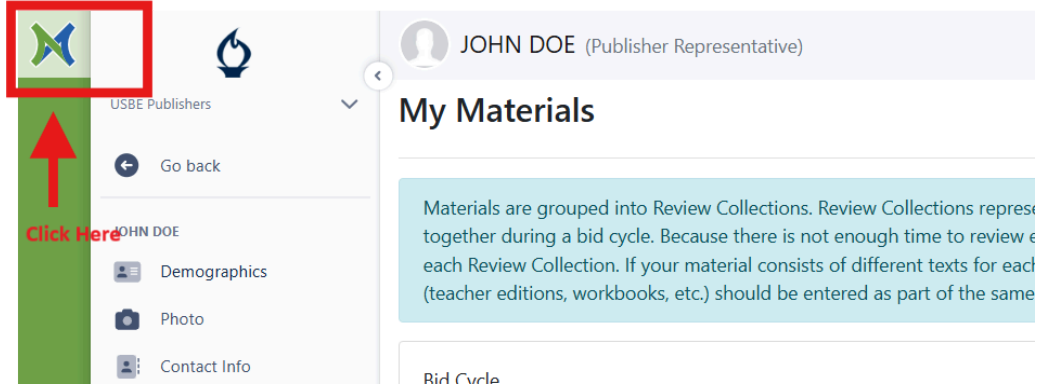 JOHN DOE (Publisher Representative)
USBE Publishers
My Materials
Go back
Click Here
JOHN DOE
Demographics
Photo
Contact Info
Materials are grouped into Review Collections. Review Collections
together during a bid cycle. Because there is not enough time to review
each Review Collection. If your material consists of different texts for
(teacher editions, workbooks, etc.) should be entered as part of the same
Bid Cycle